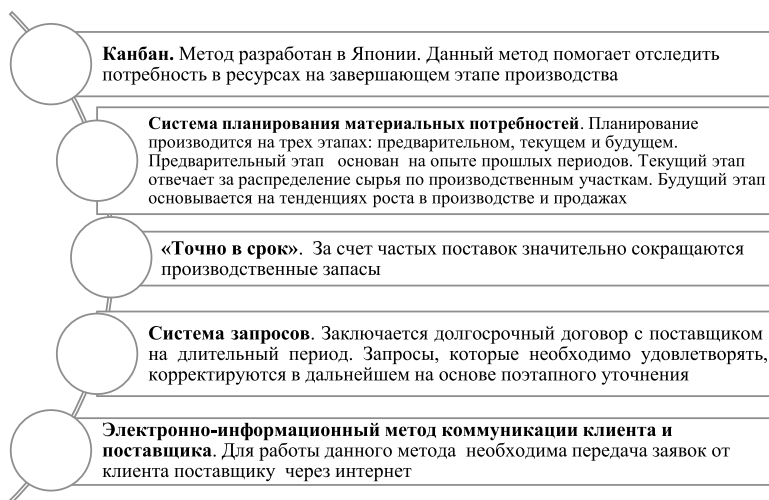 Канбан. Метод разработан в Японии. Данный метод помогает отследить
потребность в ресурсах на завершающем этапе производства
Система планирования материальных потребностей. Планирование
производится на трех этапах: предварительном, текущем и будущем.
Предварительный этап основан на опыте прошлых периодов. Текущий этап
отвечает за распределение сырья по производственным участкам. Будущий этап
основывается на тенденциях роста в производстве и продажах
«Точно в срок». За счет частых поставок значительно сокращаются
производственные запасы
Система запросов. Заключается долгосрочный договор с поставщиком
на длительный период. Запросы, которые необходимо удовлетворять,
корректируются в дальнейшем на основе поэтапного уточнения
Электронно-информационный метод коммуникации клиента и
поставщика. Для работы данного метода необходима передача заявок от
клиента поставщику через интернет